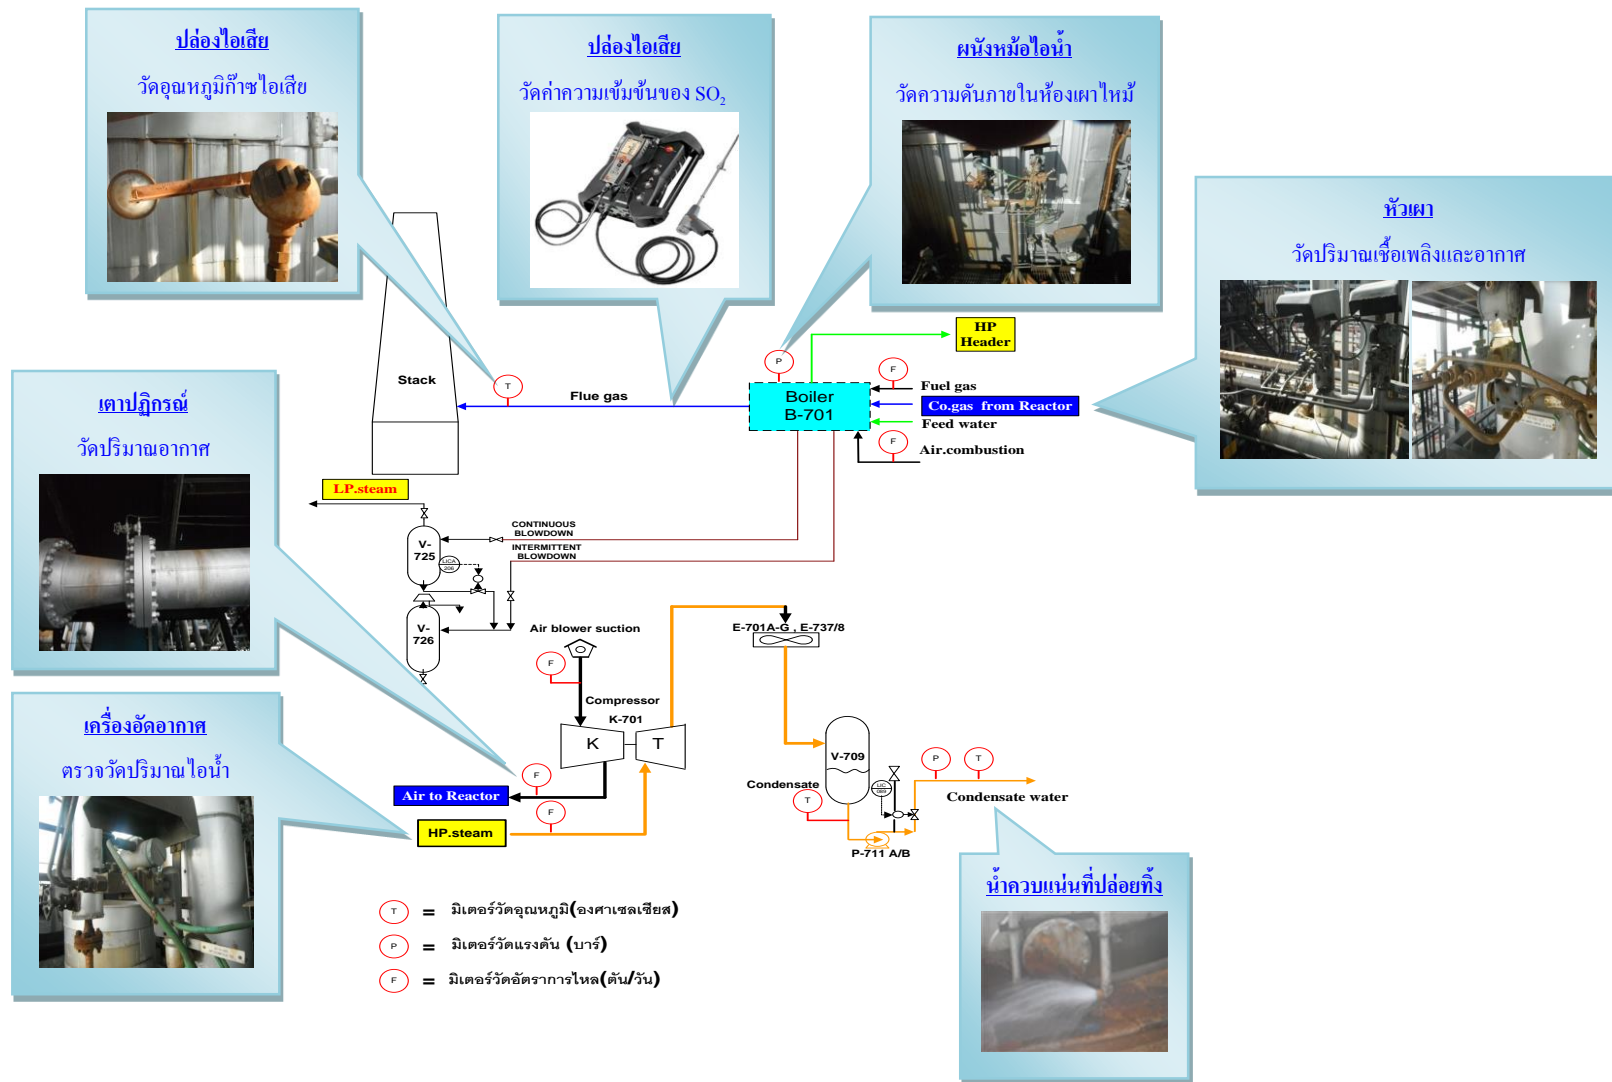 ปล่องไอเสีย
วัดอุณหภูมิก๊าซไอเสีย
ปล่องไอเสีย
วัดค่าความเข้มข้นของ SO2
ผนังหม้อไอน้ำ
วัดความดันภายในห้องเผาไหม้
หัวเผา
วัดปริมาณเชื้อเพลิงและอากาศ
เตาปฏิกรณ์
วัดปริมาณอากาศ
เครื่องอัดอากาศ
ตรวจวัดปริมาณไอน้ำ
น้ำควบแน่นที่ปล่อยทิ้ง
Stack
T
Flue gas
P
Boiler
B-701
HP
Header
F
Fuel gas
Co.gas from Reactor
Feed water
F
Air.combustion
LP.steam
CONTINUOUS
BLOWDOWN
INTERMITTENT
BLOWDOWN
V-
725
LICA
206
V-
726
Air blower suction
F
Compressor
K-701
K
T
F
Air to Reactor
F
HP.steam
E-701A-G , E-737/8
V-709
Condensate
T
LIC
089
P
T
Condensate water
P-711 A/B
T = มิเตอร์วัดอุณหภูมิ(องศาเซลเซียส)
P = มิเตอร์วัดแรงดัน (บาร์)
F = มิเตอร์วัดอัตราการไหล(ตัน/วัน)